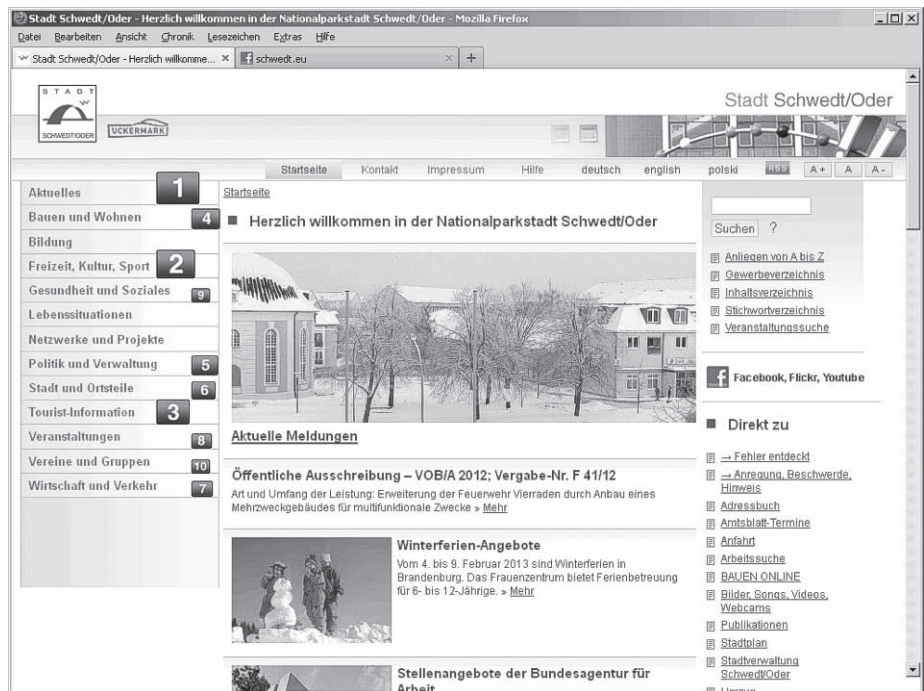 Stadt Schwedt/Oder - Herzlich willkommen in der Nationalparkstadt Schwedt/Oder - Mozilla Firefox
Datei Bearbeiten Ansicht Chronik Lesezeichen Extras Hilfe
Stadt Schwedt/Oder - Herzlich willkomme... × schwedt.eu × +
STADT
SCHWEDT/ODER
UCKERMARK
Stadt Schwedt/Oder
Startseite Kontakt Impressum Hilfe deutsch english polski RSS A+ A A-
Aktuelles 1
Bauen und Wohnen 4
Bildung
Freizeit, Kultur, Sport 2
Gesundheit und Soziales 9
Lebenssituationen
Netzwerke und Projekte
Politik und Verwaltung 5
Stadt und Ortsteile 6
Tourist-Information 3
Veranstaltungen 8
Vereine und Gruppen 10
Wirtschaft und Verkehr 7
Startseite
Herzlich willkommen in der Nationalparkstadt Schwedt/Oder
Aktuelle Meldungen
Öffentliche Ausschreibung – VOB/A 2012; Vergabe-Nr. F 41/12
Art und Umfang der Leistung: Erweiterung der Feuerwehr Vierraden durch Anbau eines
Mehrzweckgebäudes für multifunktionale Zwecke » Mehr
Winterferien-Angebote
Vom 4. bis 9. Februar 2013 sind Winterferien in
Brandenburg. Das Frauenzentrum bietet Ferienbetreuung
für 6- bis 12-Jährige. » Mehr
Stellenangebote der Bundesagentur für
Arbeit
Suchen ?
Anliegen von A bis Z
Gewerbeverzeichnis
Inhaltsverzeichnis
Stichwortverzeichnis
Veranstaltungssuche
Facebook, Flickr, Youtube
Direkt zu
→ Fehler entdeckt
→ Anregung, Beschwerde,
Hinweis
Adressbuch
Amtsblatt-Termine
Anfahrt
Arbeitssuche
BAUEN ONLINE
Bilder, Songs, Videos,
Webcams
Publikationen
Stadtplan
Stadtverwaltung
Schwedt/Oder
Umzug